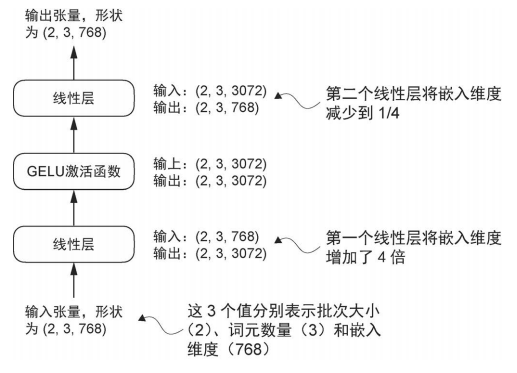 输出张量，形状
为 (2, 3, 768)
线性层
输入：(2, 3, 3072)
输出：(2, 3, 768)
第二个线性层将嵌入维度
减少到 1/4
GELU激活函数
输上：(2, 3, 3072)
输出：(2, 3, 3072)
线性层
输入：(2, 3, 768)
输出：(2, 3, 3072)
第一个线性层将嵌入维度
增加了 4 倍
输入张量，形状
为 (2, 3, 768)
这 3 个值分别表示批次大小
（2）、词元数量（3）和嵌入
维度（768）